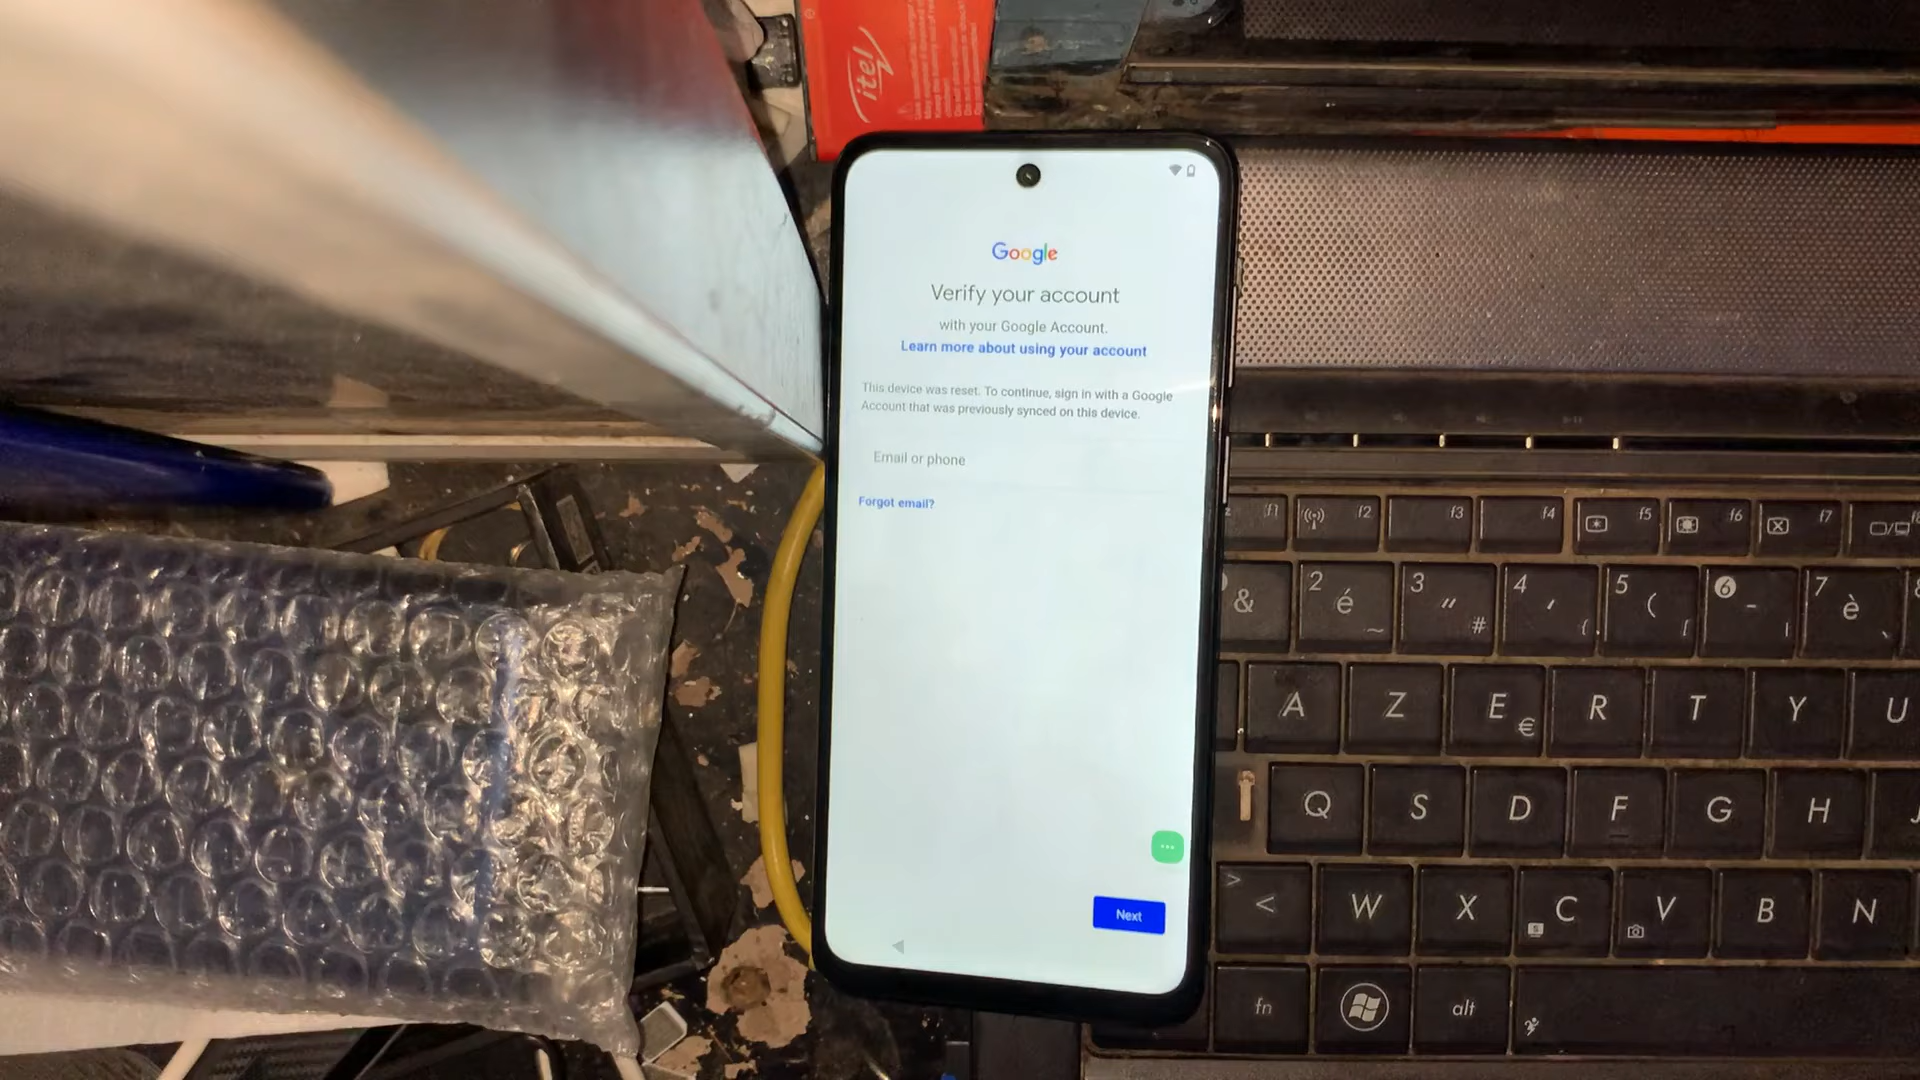 itel
Google
Verify your account
with your Google Account.
Learn more about using your account
This device was reset. To continue, sign in with a Google
Account that was previously synced on this device.
Email or phone
Forgot email?
Next
f1 f2 f3 f4 f5 f6 f7
& 2 é ~ 3 " # 4 ' { 5 ( [ 6 - | 7 è `
A Z E € R T Y U
Q S D F G H J
> < W X C V B N
fn alt